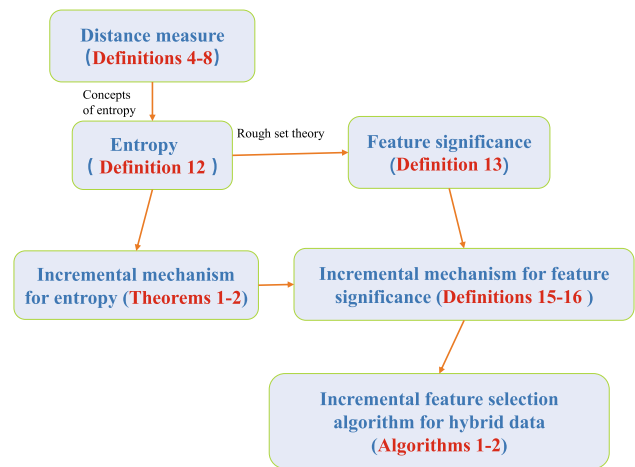 Distance measure
(Definitions 4-8)
Concepts
of entropy
Entropy
( Definition 12 )
Rough set theory
Feature significance
(Definition 13)
Incremental mechanism
for entropy (Theorems 1-2)
Incremental mechanism for feature
significance (Definitions 15-16 )
Incremental feature selection
algorithm for hybrid data
(Algorithms 1-2)